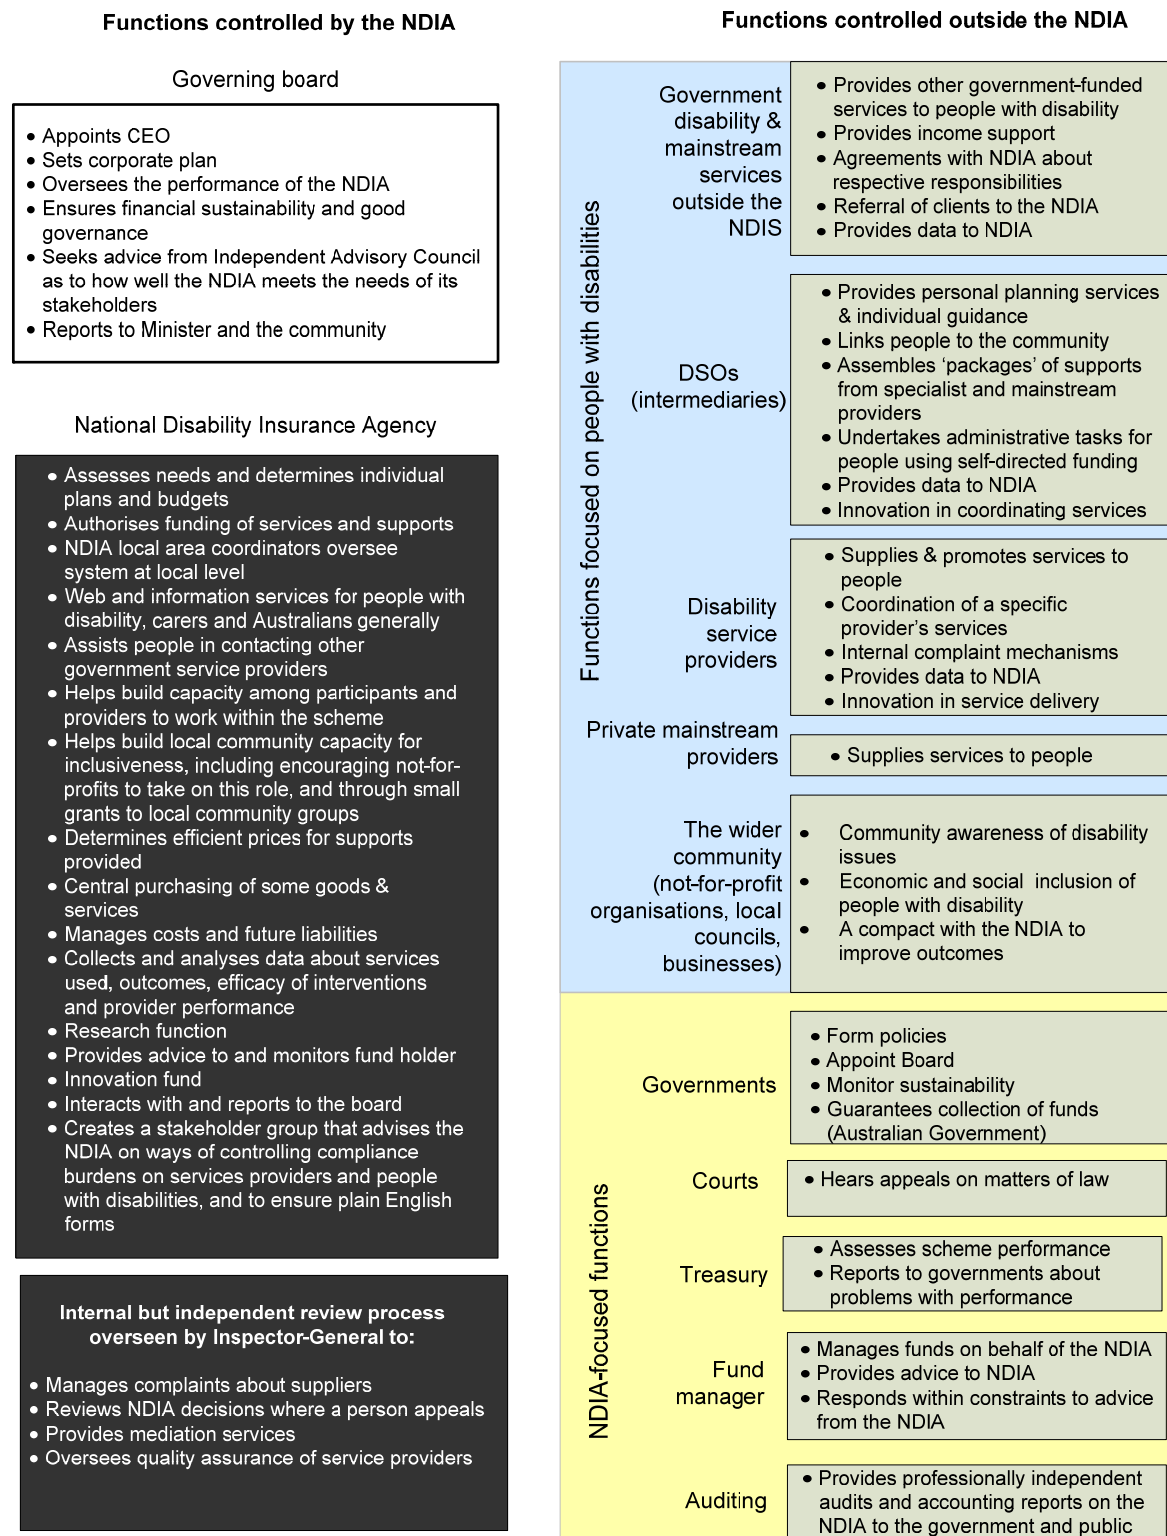 Functions controlled by the NDIA
Governing board
• Appoints CEO
• Sets corporate plan
• Oversees the performance of the NDIA
• Ensures financial sustainability and good
governance
• Seeks advice from Independent Advisory Council
as to how well the NDIA meets the needs of its
stakeholders
• Reports to Minister and the community
National Disability Insurance Agency
• Assesses needs and determines individual
plans and budgets
• Authorises funding of services and supports
• NDIA local area coordinators oversee
system at local level
• Web and information services for people with
disability, carers and Australians generally
• Assists people in contacting other
government service providers
• Helps build capacity among participants and
providers to work within the scheme
• Helps build local community capacity for
inclusiveness, including encouraging not-for-
profits to take on this role, and through small
grants to local community groups
• Determines efficient prices for supports
provided
• Central purchasing of some goods &
services
• Manages costs and future liabilities
• Collects and analyses data about services
used, outcomes, efficacy of interventions
and provider performance
• Research function
• Provides advice to and monitors fund holder
• Innovation fund
• Interacts with and reports to the board
• Creates a stakeholder group that advises the
NDIA on ways of controlling compliance
burdens on services providers and people
with disabilities, and to ensure plain English
forms
Internal but independent review process
overseen by Inspector-General to:
• Manages complaints about suppliers
• Reviews NDIA decisions where a person appeals
• Provides mediation services
• Oversees quality assurance of service providers
Functions controlled outside the NDIA
Functions focused on people with disabilities
Government
disability &
mainstream
services
outside the
NDIS
• Provides other government-funded
services to people with disability
• Provides income support
• Agreements with NDIA about
respective responsibilities
• Referral of clients to the NDIA
• Provides data to NDIA
DSOs
(intermediaries)
• Provides personal planning services
& individual guidance
• Links people to the community
• Assembles ‘packages’ of supports
from specialist and mainstream
providers
• Undertakes administrative tasks for
people using self-directed funding
• Provides data to NDIA
• Innovation in coordinating services
Disability
service
providers
• Supplies & promotes services to
people
• Coordination of a specific
provider’s services
• Internal complaint mechanisms
• Provides data to NDIA
• Innovation in service delivery
Private mainstream
providers
• Supplies services to people
The wider
community
(not-for-profit
organisations, local
councils,
businesses)
• Community awareness of disability
issues
• Economic and social inclusion of
people with disability
• A compact with the NDIA to
improve outcomes
NDIA-focused functions
Governments
• Form policies
• Appoint Board
• Monitor sustainability
• Guarantees collection of funds
(Australian Government)
Courts
• Hears appeals on matters of law
Treasury
• Assesses scheme performance
• Reports to governments about
problems with performance
Fund
manager
• Manages funds on behalf of the NDIA
• Provides advice to NDIA
• Responds within constraints to advice
from the NDIA
Auditing
• Provides professionally independent
audits and accounting reports on the
NDIA to the government and public